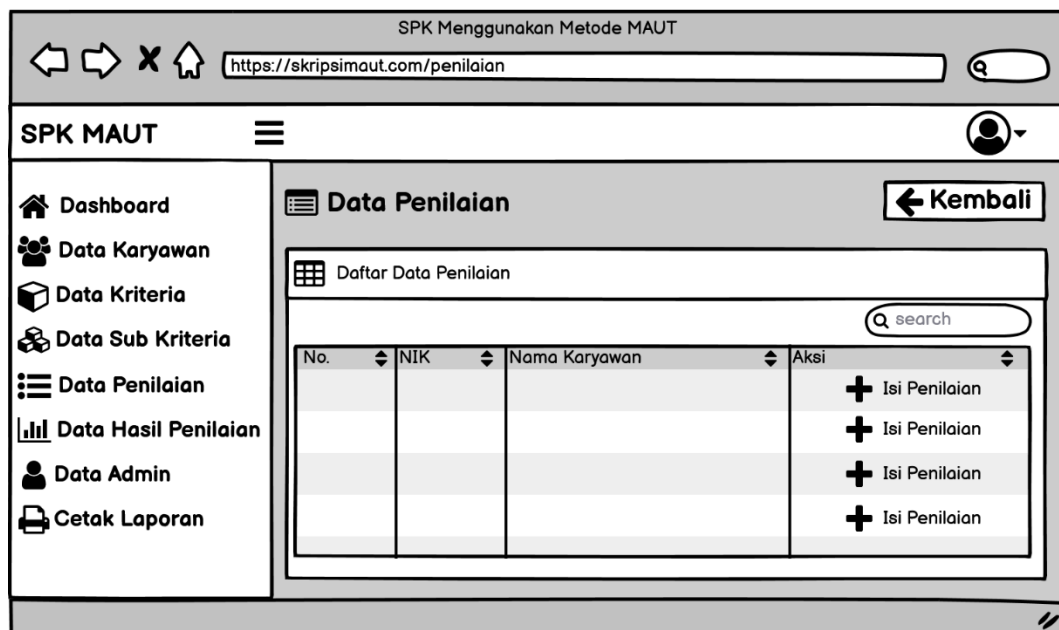 SPK Menggunakan Metode MAUT
https://skripsimaut.com/penilaian
SPK MAUT
Dashboard
Data Karyawan
Data Kriteria
Data Sub Kriteria
Data Penilaian
Data Hasil Penilaian
Data Admin
Cetak Laporan
Data Penilaian
Kembali
Daftar Data Penilaian
search
No. NIK Nama Karyawan Aksi
Isi Penilaian
Isi Penilaian
Isi Penilaian
Isi Penilaian